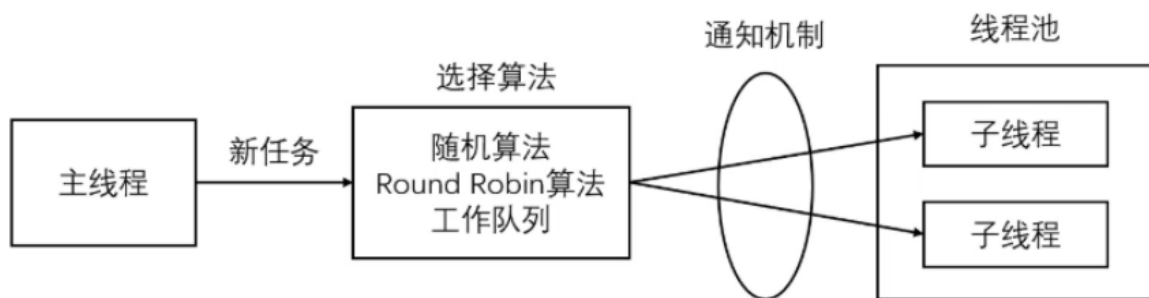 通知机制
线程池
选择算法
主线程
新任务
随机算法
Round Robin算法
工作队列
子线程
子线程